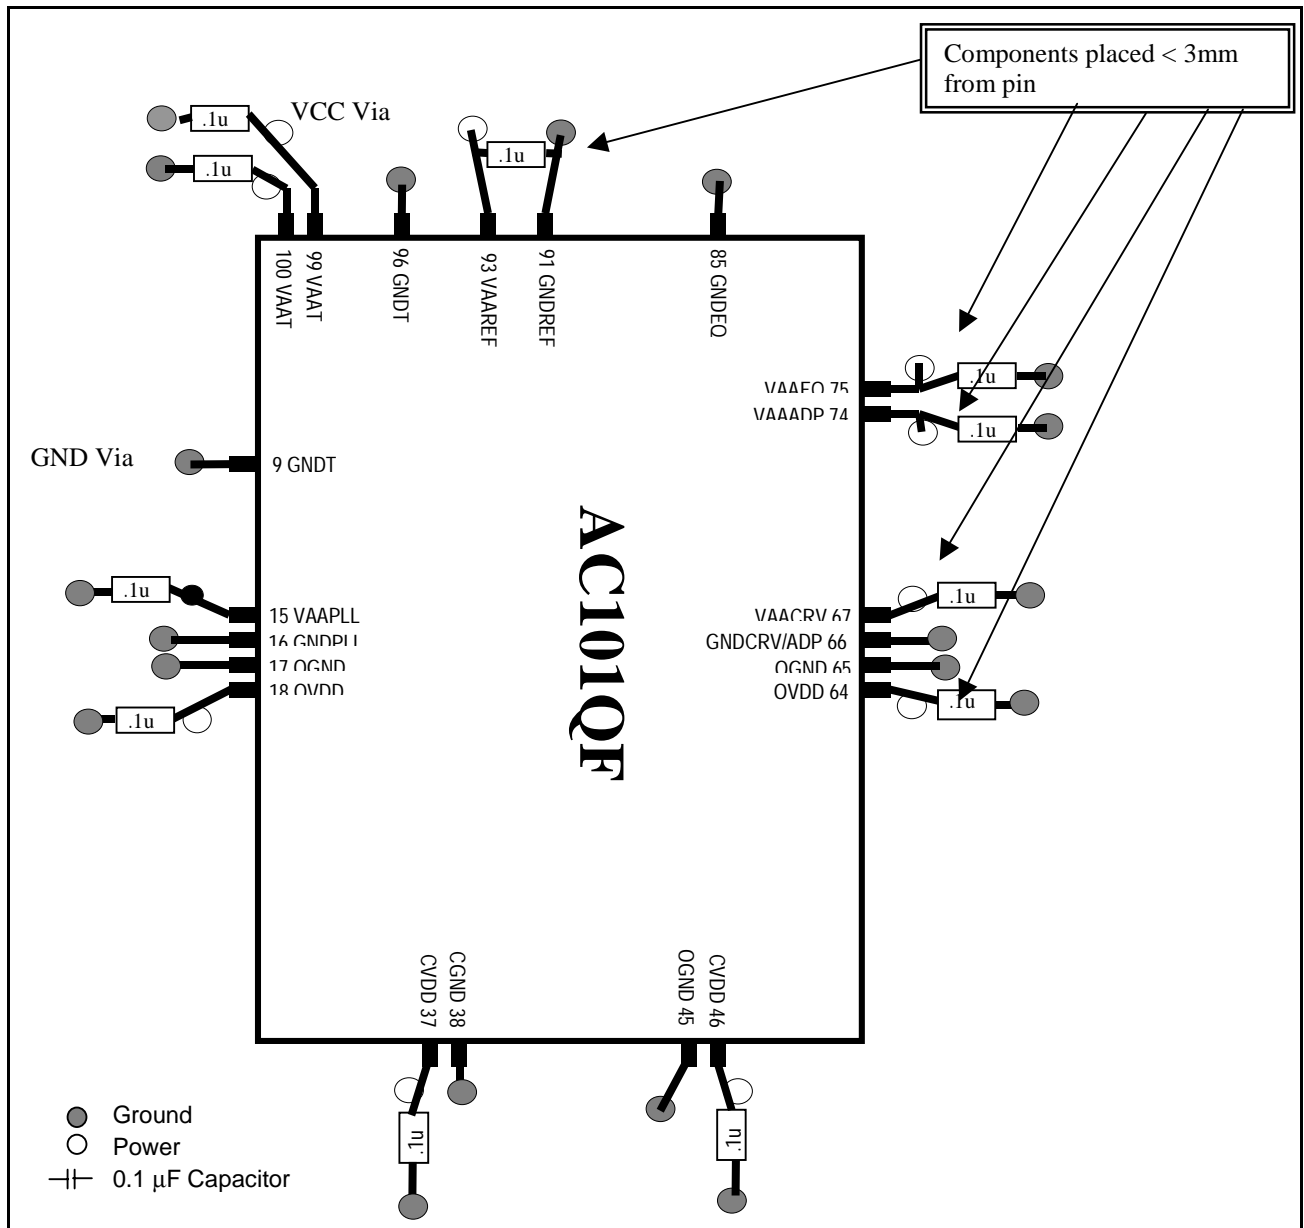 Components placed < 3mm
from pin
VCC Via
.1u
.1u
.1u
100 VAAT
99 VAAT
96 GNDT
93 VAAREF
91 GNDREF
85 GNDEQ
VAAEQ 75
.1u
VAAADP 74
.1u
GND Via
9 GNDT
AC101QF
.1u
15 VAAPLL
16 GNDPLL
17 OGND
18 OVDD
.1u
VAACRV 67
.1u
GNDCRV/ADP 66
OGND 65
OVDD 64
.1u
CVDD 37
CGND 38
OGND 45
CVDD 46
.1u
.1u
Ground
Power
0.1 µF Capacitor